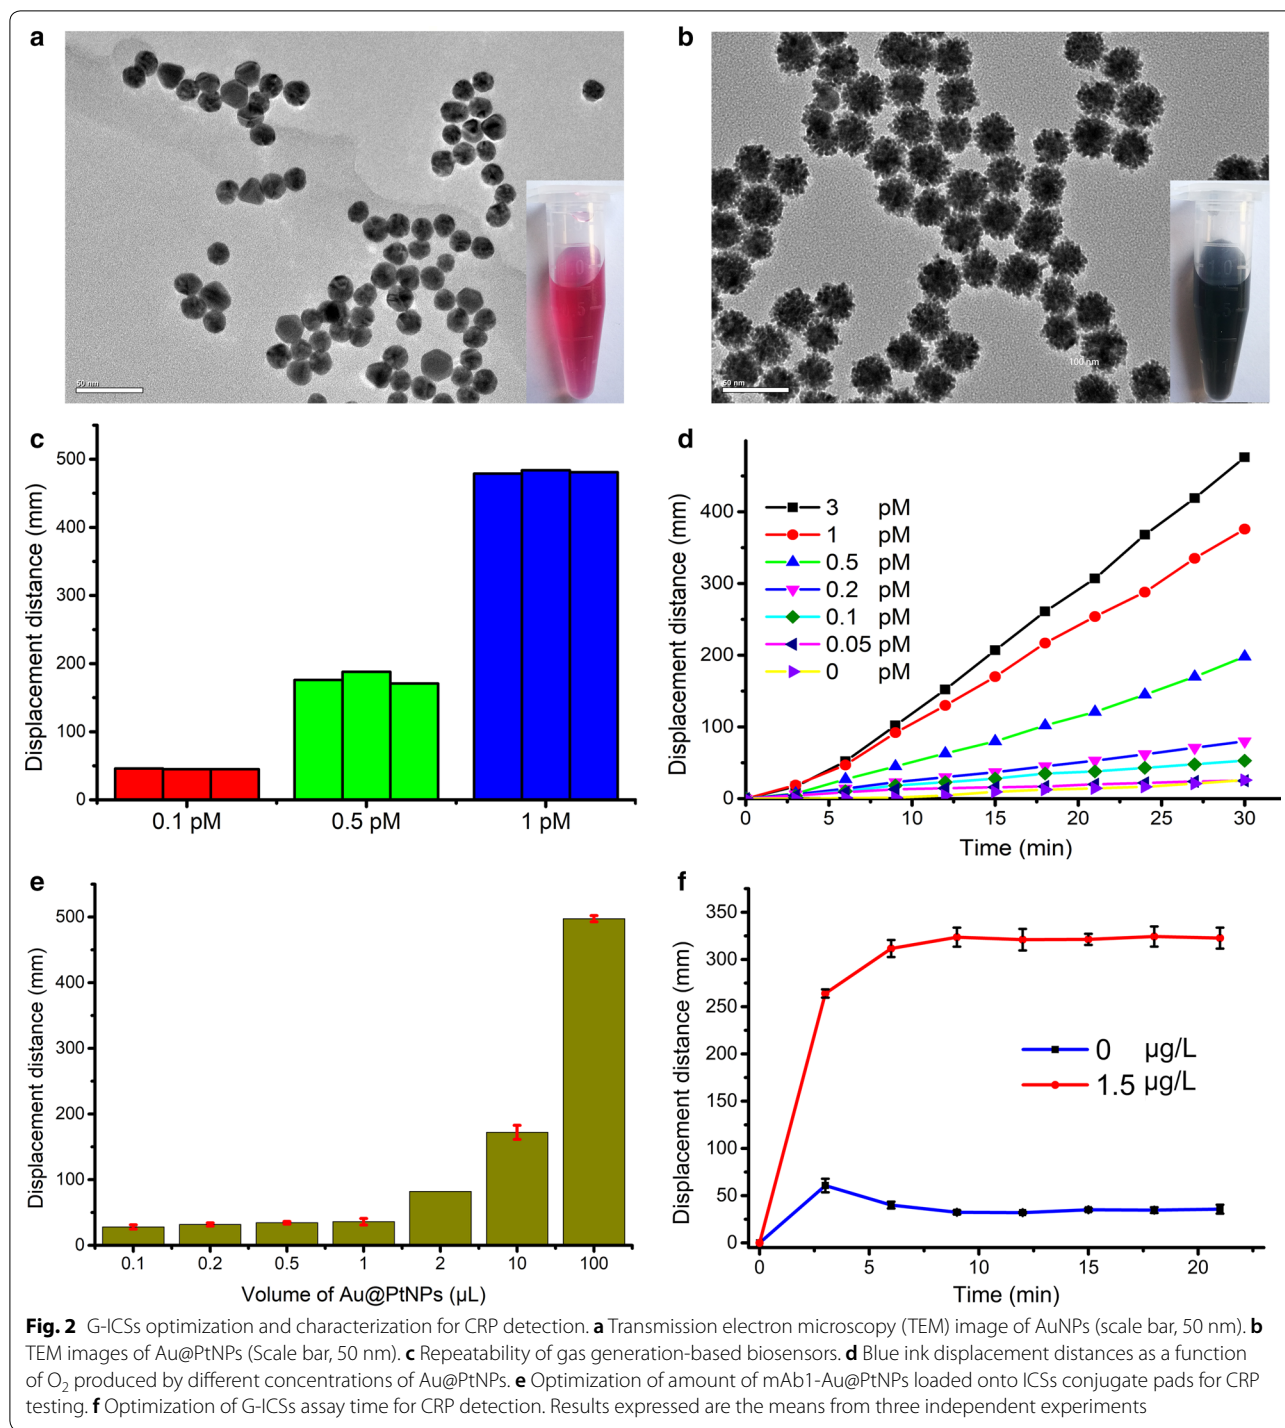 a
50 nm
b
50 nm
100 nm
c
Displacement distance (mm)
500
400
300
200
100
0
0.1 pM
0.5 pM
1 pM
d
Displacement distance (mm)
400
300
200
100
0
3 pM
1 pM
0.5 pM
0.2 pM
0.1 pM
0.05 pM
0 pM
0 5 10 15 20 25 30
Time (min)
e
Displacement distance (mm)
500
400
300
200
100
0
0.1 0.2 0.5 1 2 10 100
Volume of Au@PtNPs (µL)
f
Displacement distance (mm)
350
300
250
200
150
100
50
0
0 µg/L
1.5 µg/L
0 5 10 15 20
Time (min)
Fig. 2 G-ICSs optimization and characterization for CRP detection. a Transmission electron microscopy (TEM) image of AuNPs (scale bar, 50 nm). b
TEM images of Au@PtNPs (Scale bar, 50 nm). c Repeatability of gas generation-based biosensors. d Blue ink displacement distances as a function
of O₂ produced by different concentrations of Au@PtNPs. e Optimization of amount of mAb1-Au@PtNPs loaded onto ICSs conjugate pads for CRP
testing. f Optimization of G-ICSs assay time for CRP detection. Results expressed are the means from three independent experiments